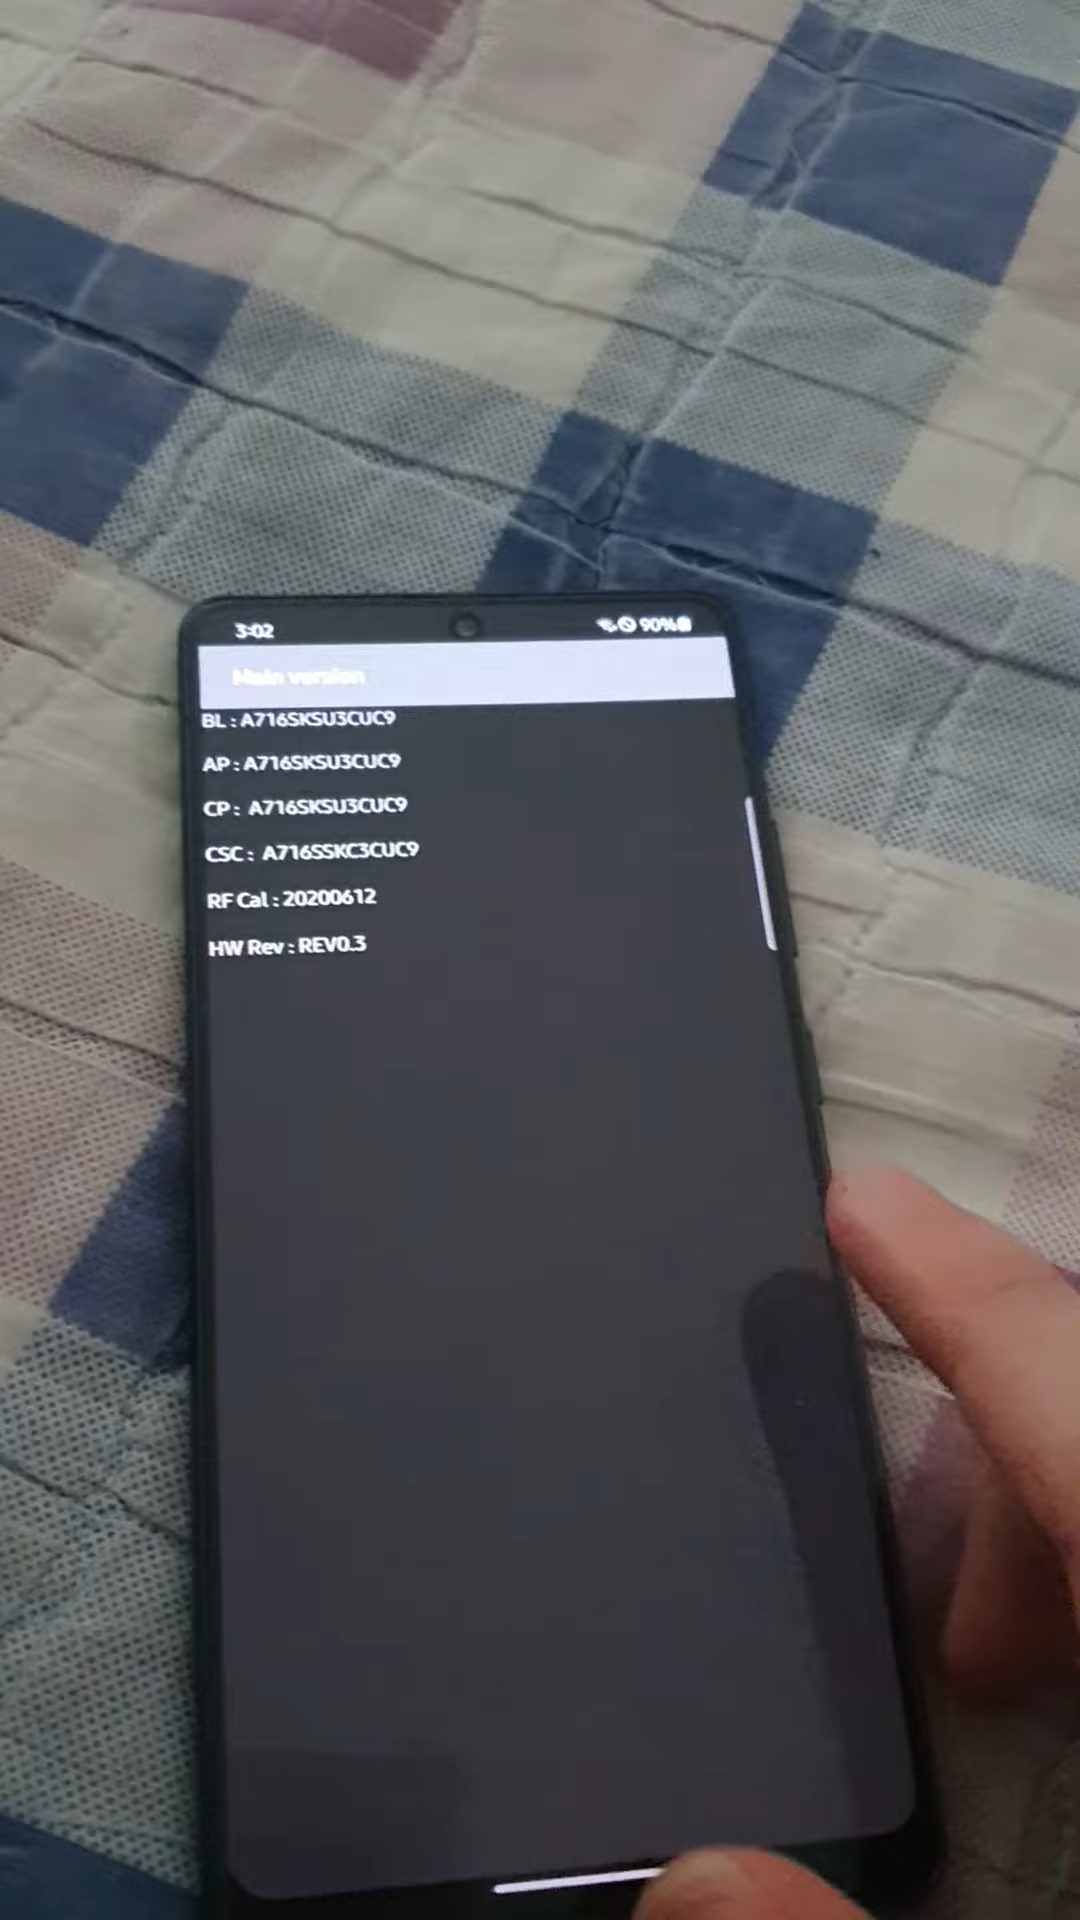 3:02
90%
Main version
BL : A716SKSU3CUC9
AP : A716SKSU3CUC9
CP : A716SKSU3CUC9
CSC : A716SSKC3CUC9
RF Cal : 20200612
HW Rev : REV0.3